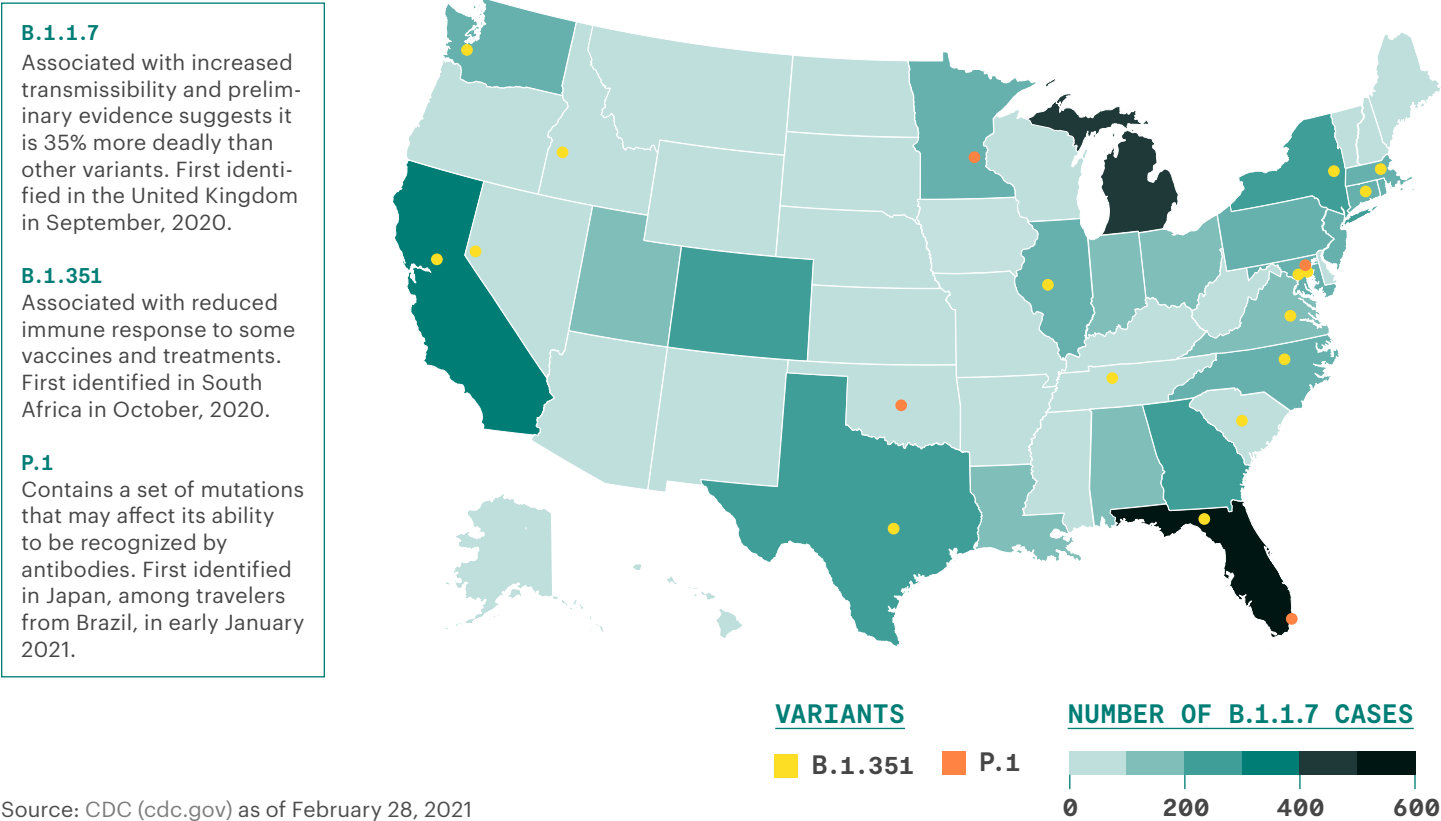 B.1.1.7
Associated with increased
transmissibility and prelim-
inary evidence suggests it
is 35% more deadly than
other variants. First identi-
fied in the United Kingdom
in September, 2020.
B.1.351
Associated with reduced
immune response to some
vaccines and treatments.
First identified in South
Africa in October, 2020.
P.1
Contains a set of mutations
that may affect its ability
to be recognized by
antibodies. First identified
in Japan, among travelers
from Brazil, in early January
2021.
VARIANTS
B.1.351
P.1
NUMBER OF B.1.1.7 CASES
0 200 400 600
Source: CDC (cdc.gov) as of February 28, 2021